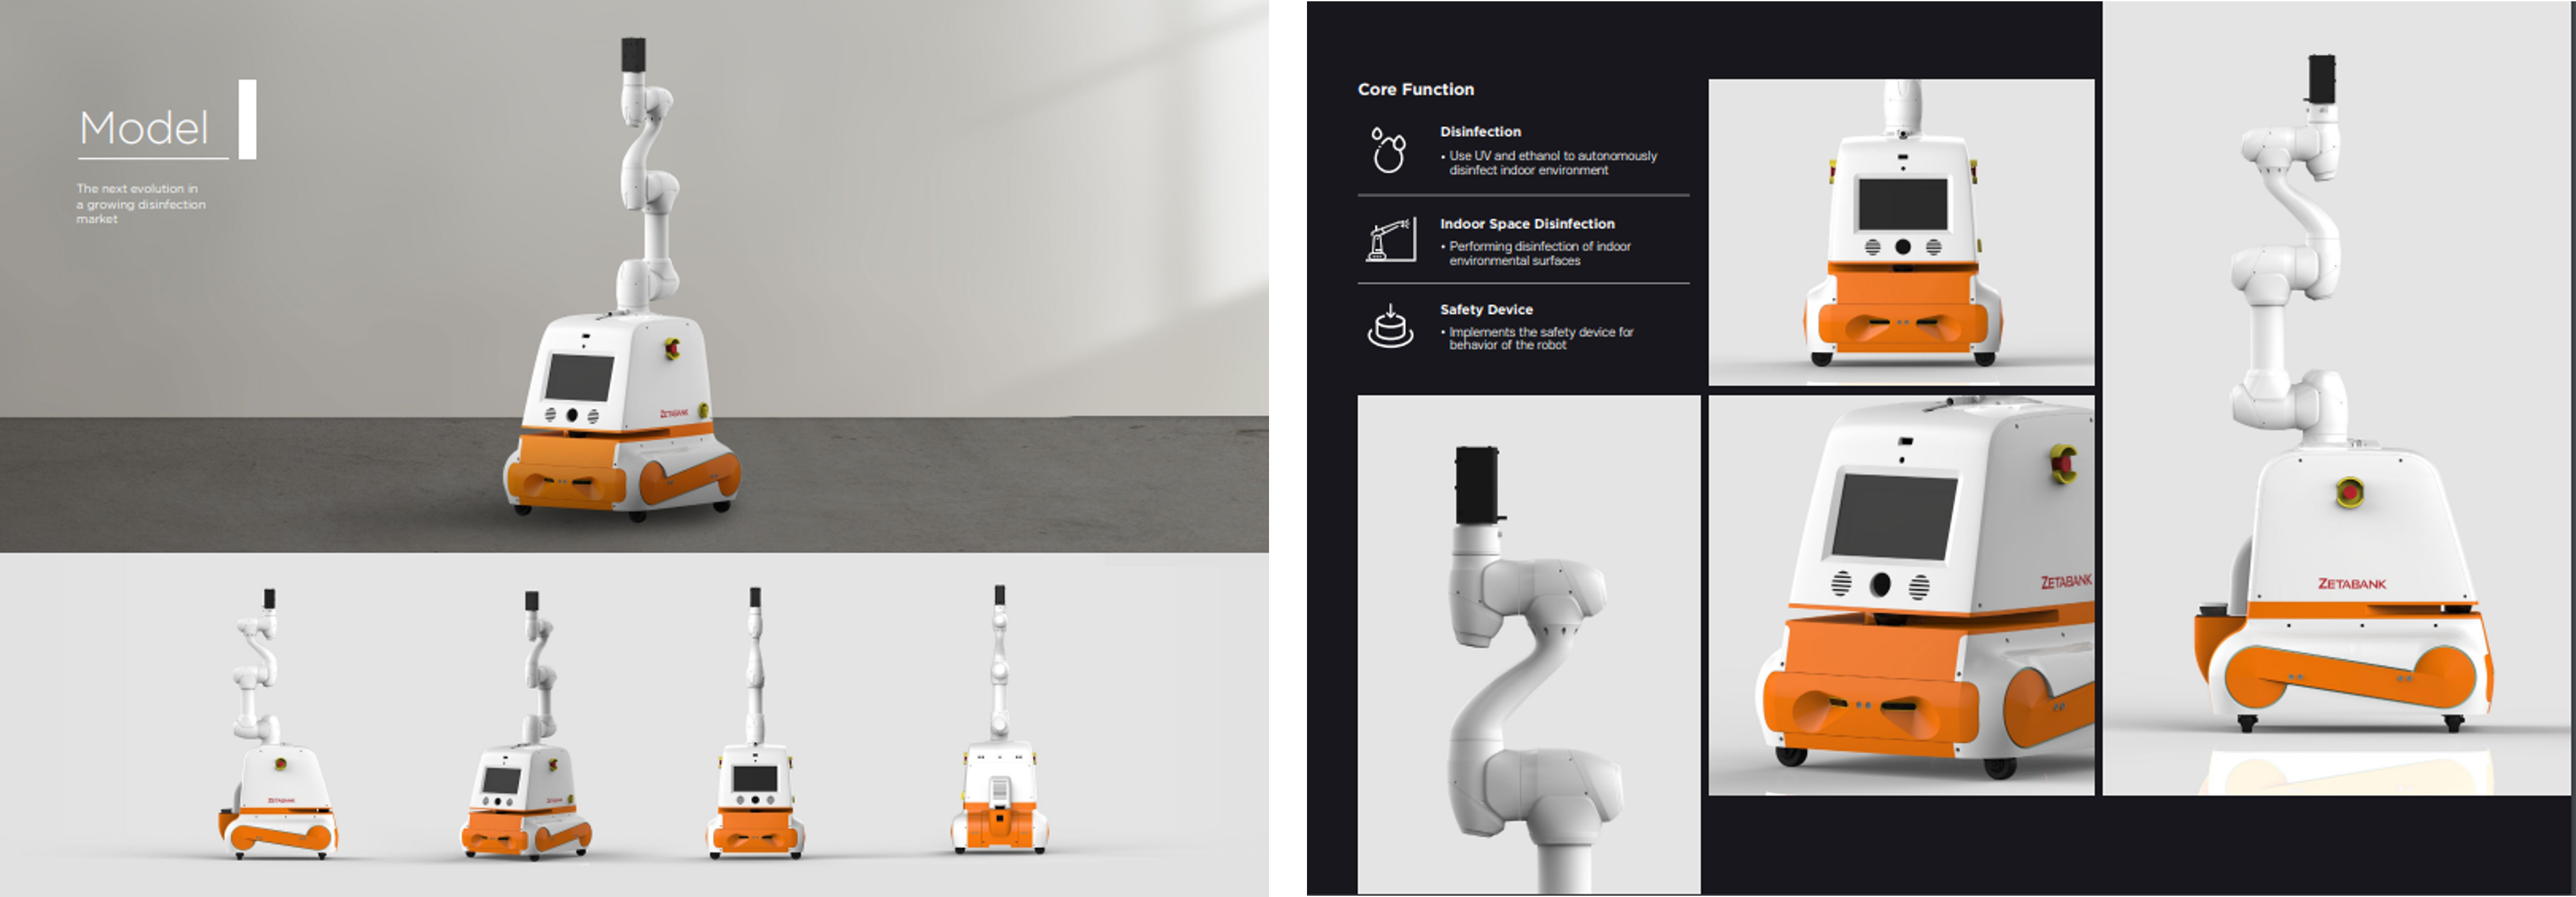 Model
The next evolution in
a growing disinfection
market
ZETABANK
ZETABANK
ZETABANK
Core Function
Disinfection
• Use UV and ethanol to autonomously
disinfect indoor environment
Indoor Space Disinfection
• Performing disinfection of indoor
environmental surfaces
Safety Device
• Implements the safety device for
behavior of the robot
ZETABANK
ZETABANK